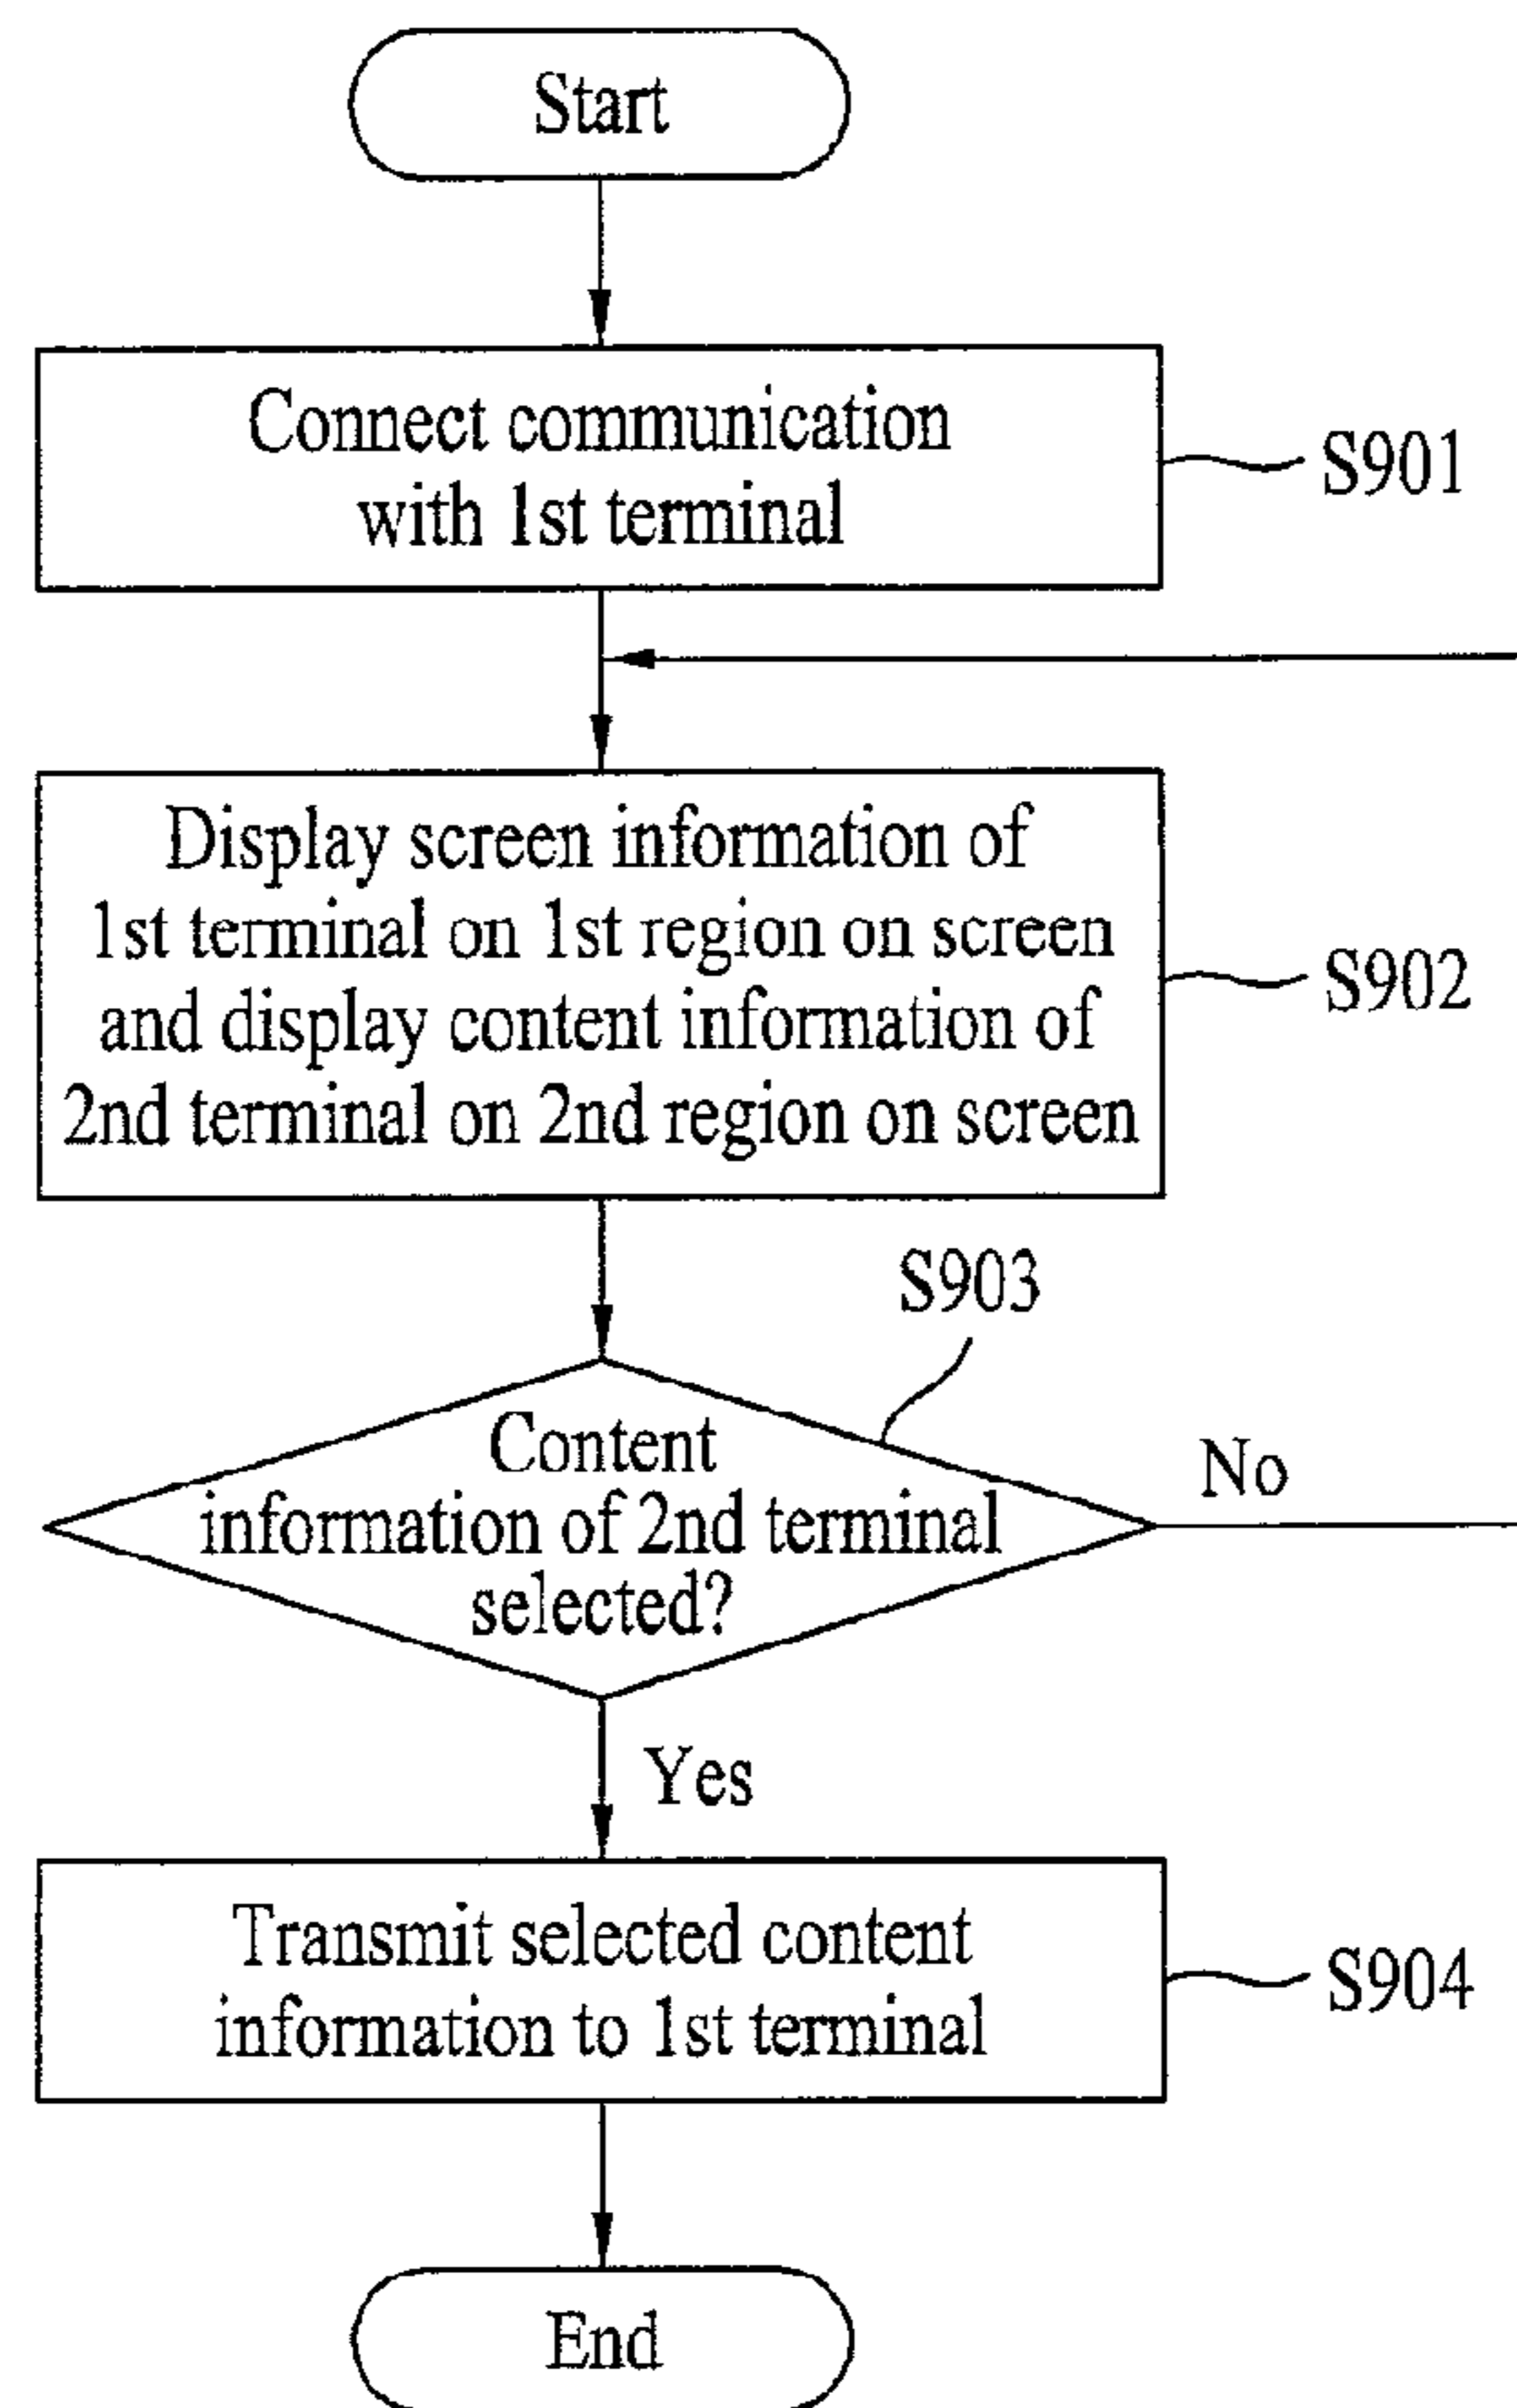 Start
Connect communication
with 1st terminal
S901
Display screen information of
1st terminal on 1st region on screen
and display content information of
2nd terminal on 2nd region on screen
S902
S903
Content
information of 2nd terminal
selected?
No
Yes
Transmit selected content
information to 1st terminal
S904
End